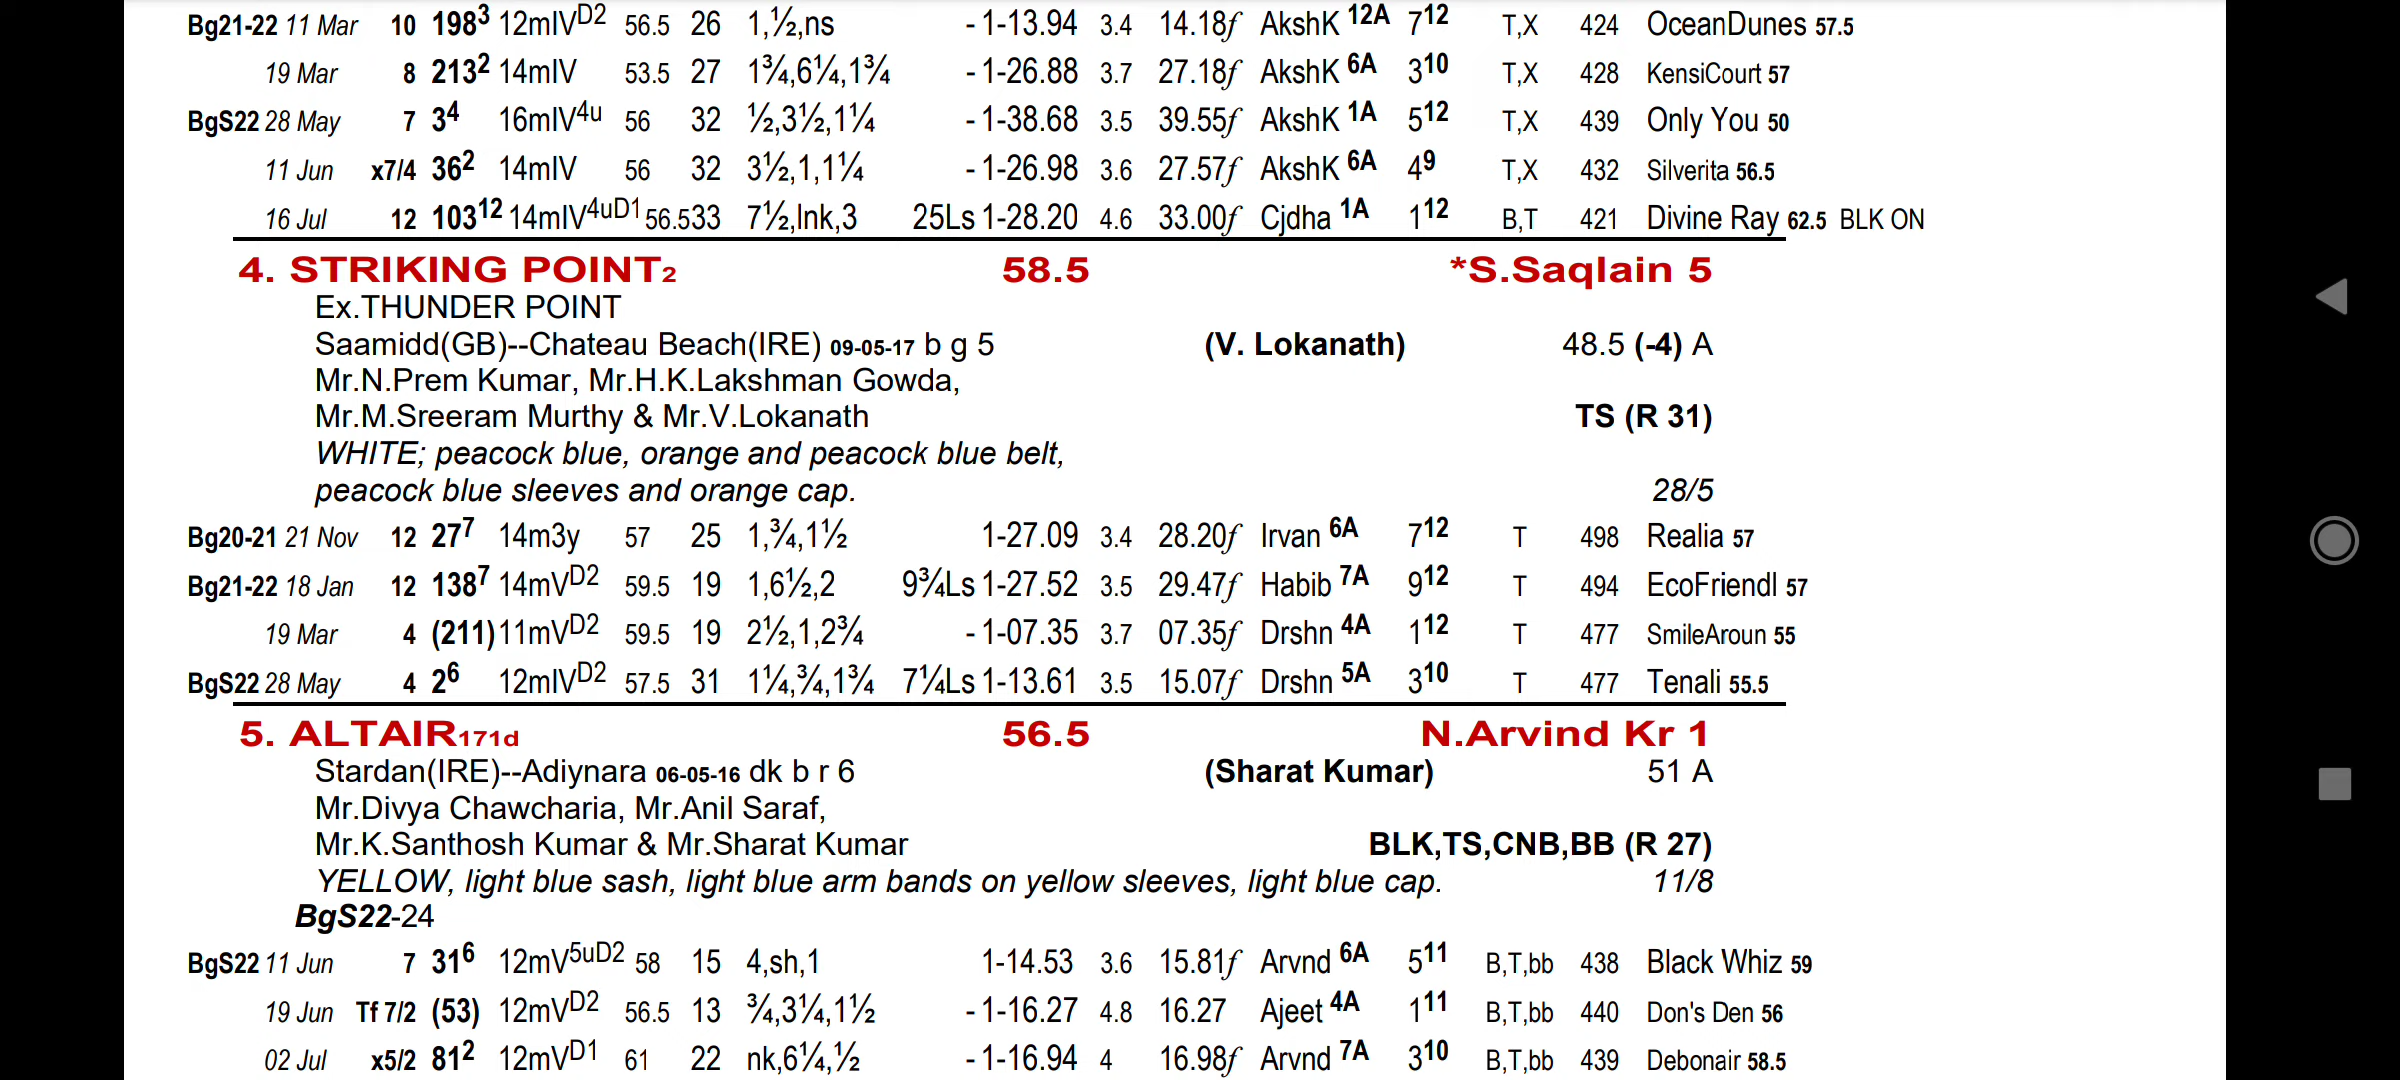 Bg21-22 11 Mar 10 198³ 12mIVD2 56.5 26 1,½,ns - 1-13.94 3.4 14.18f AkshK 12A 712 T,X 424 OceanDunes 57.5
19 Mar 8 213² 14mIV 53.5 27 1¾,6¼,1¾ - 1-26.88 3.7 27.18f AkshK 6A 310 T,X 428 KensiCourt 57
BgS22 28 May 7 3⁴ 16mIV4u 56 32 ½,3½,1¼ - 1-38.68 3.5 39.55f AkshK 1A 512 T,X 439 Only You 50
11 Jun x7/4 36² 14mIV 56 32 3½,1,1¼ - 1-26.98 3.6 27.57f AkshK 6A 49 T,X 432 Silverita 56.5
16 Jul 12 103¹² 14mIV4uD1 56.533 7½,lnk,3 25Ls 1-28.20 4.6 33.00f Cjdha 1A 112 B,T 421 Divine Ray 62.5 BLK ON
4. STRIKING POINT2 58.5 *S.Saqlain 5
Ex.THUNDER POINT
Saamidd(GB)--Chateau Beach(IRE) 09-05-17 b g 5 (V. Lokanath) 48.5 (-4) A
Mr.N.Prem Kumar, Mr.H.K.Lakshman Gowda,
Mr.M.Sreeram Murthy & Mr.V.Lokanath TS (R 31)
WHITE; peacock blue, orange and peacock blue belt,
peacock blue sleeves and orange cap. 28/5
Bg20-21 21 Nov 12 27⁷ 14m3y 57 25 1,¾,1½ 1-27.09 3.4 28.20f Irvan 6A 712 T 498 Realia 57
Bg21-22 18 Jan 12 138⁷ 14mVD2 59.5 19 1,6½,2 9¾Ls 1-27.52 3.5 29.47f Habib 7A 912 T 494 EcoFriendl 57
19 Mar 4 (211) 11mVD2 59.5 19 2½,1,2¾ - 1-07.35 3.7 07.35f Drshn 4A 112 T 477 SmileAroun 55
BgS22 28 May 4 2⁶ 12mIVD2 57.5 31 1¼,¾,1¾ 7¼Ls 1-13.61 3.5 15.07f Drshn 5A 310 T 477 Tenali 55.5
5. ALTAIR171d 56.5 N.Arvind Kr 1
Stardan(IRE)--Adiynara 06-05-16 dk b r 6 (Sharat Kumar) 51 A
Mr.Divya Chawcharia, Mr.Anil Saraf,
Mr.K.Santhosh Kumar & Mr.Sharat Kumar BLK,TS,CNB,BB (R 27)
YELLOW, light blue sash, light blue arm bands on yellow sleeves, light blue cap. 11/8
BgS22-24
BgS22 11 Jun 7 31⁶ 12mV5uD2 58 15 4,sh,1 1-14.53 3.6 15.81f Arvnd 6A 511 B,T,bb 438 Black Whiz 59
19 Jun Tf 7/2 (53) 12mVD2 56.5 13 ¾,3¼,1½ - 1-16.27 4.8 16.27 Ajeet 4A 111 B,T,bb 440 Don's Den 56
02 Jul x5/2 81² 12mVD1 61 22 nk,6¼,½ - 1-16.94 4 16.98f Arvnd 7A 310 B,T,bb 439 Debonair 58.5